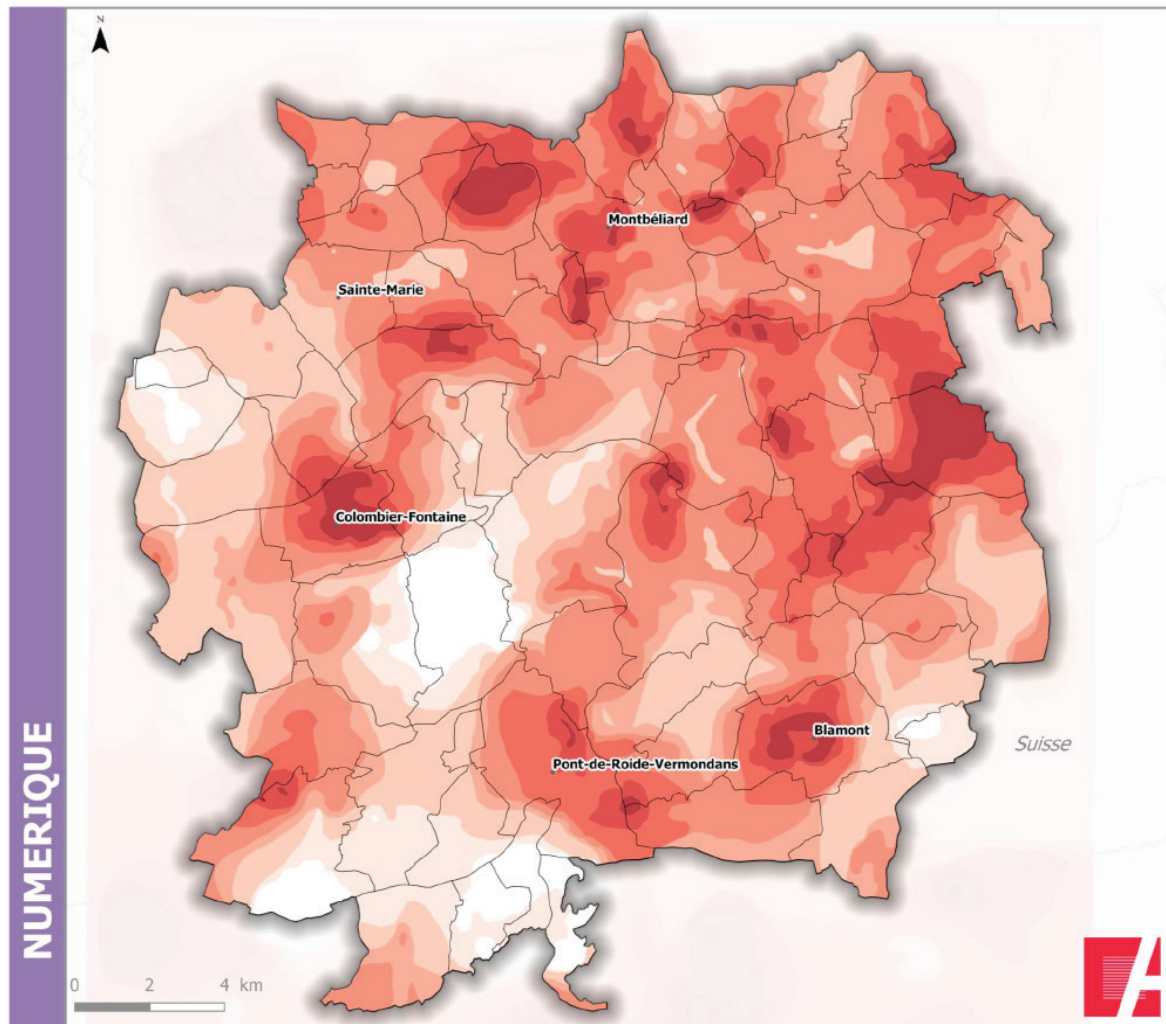 NUMERIQUE
N
Montbéliard
Sainte-Marie
Colombier-Fontaine
Blamont
Suisse
Pont-de-Roide-Vermondans
0 2 4 km
A